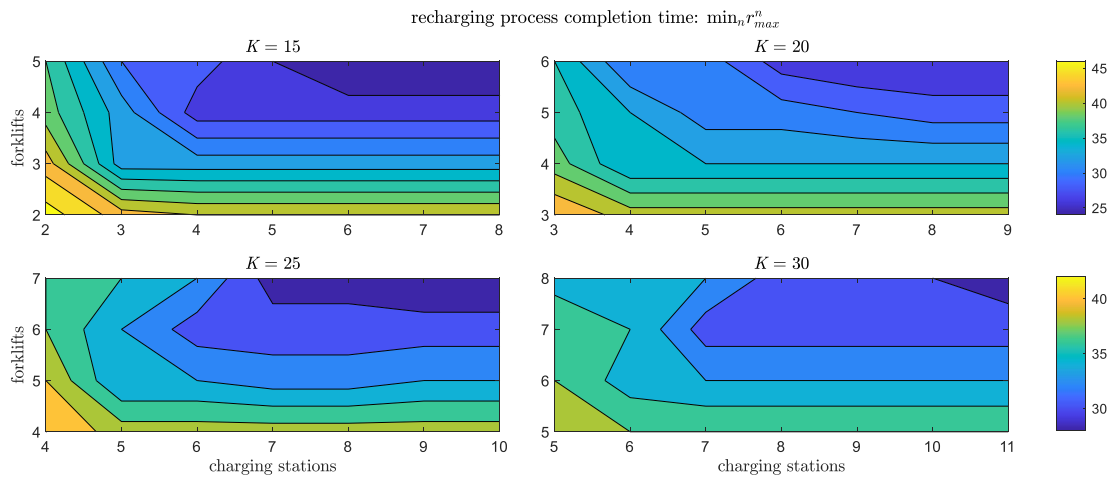 recharging process completion time: min_n r^n_{max}
K = 15
K = 20
forklifts
5
4
3
2
2 3 4 5 6 7 8
6
5
4
3
3 4 5 6 7 8 9
45
40
35
30
25
K = 25
K = 30
forklifts
7
6
5
4
4 5 6 7 8 9 10
charging stations
8
7
6
5
5 6 7 8 9 10 11
charging stations
40
35
30